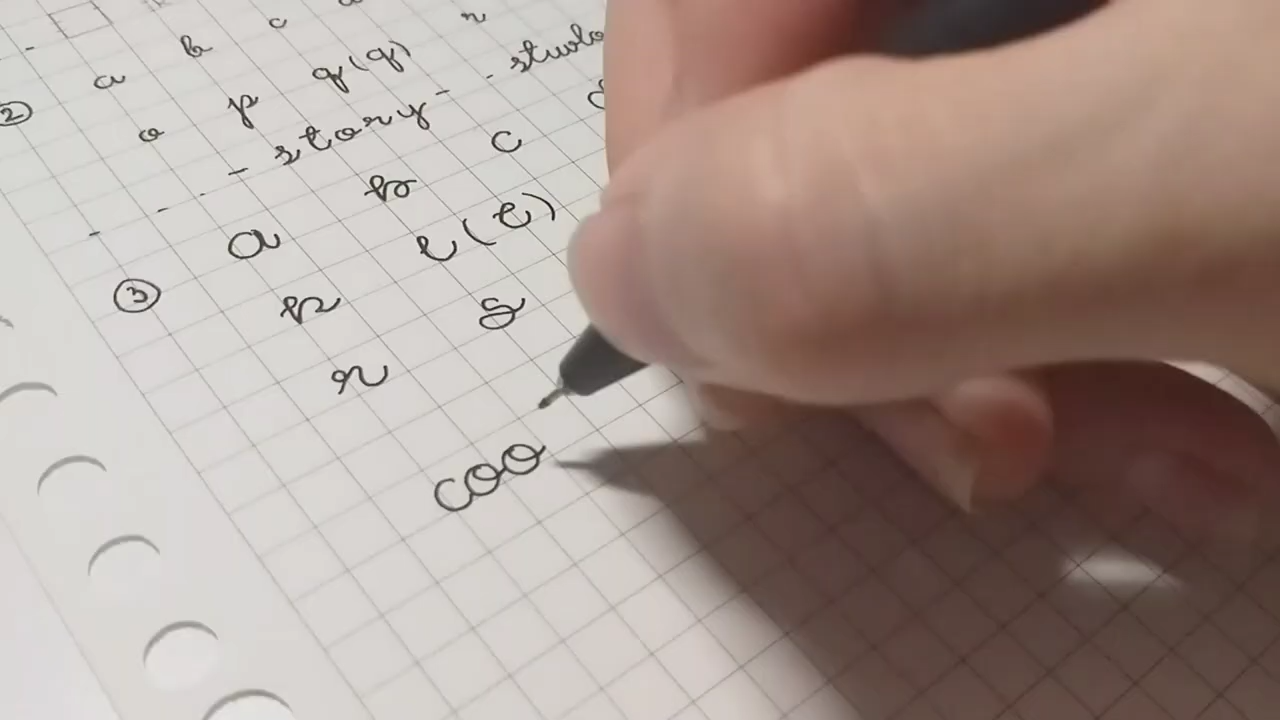 a b c
② o p q(q) r
- - - - story - - stud
③ a b c
p r(t)
r s
coo